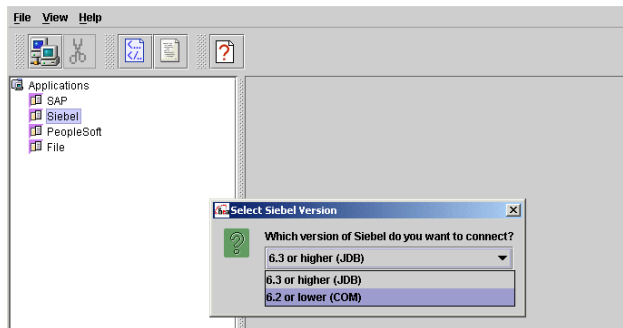 File View Help
Applications
SAP
Siebel
PeopleSoft
File
Select Siebel Version
Which version of Siebel do you want to connect?
6.3 or higher (JDB)
6.3 or higher (JDB)
6.2 or lower (COM)